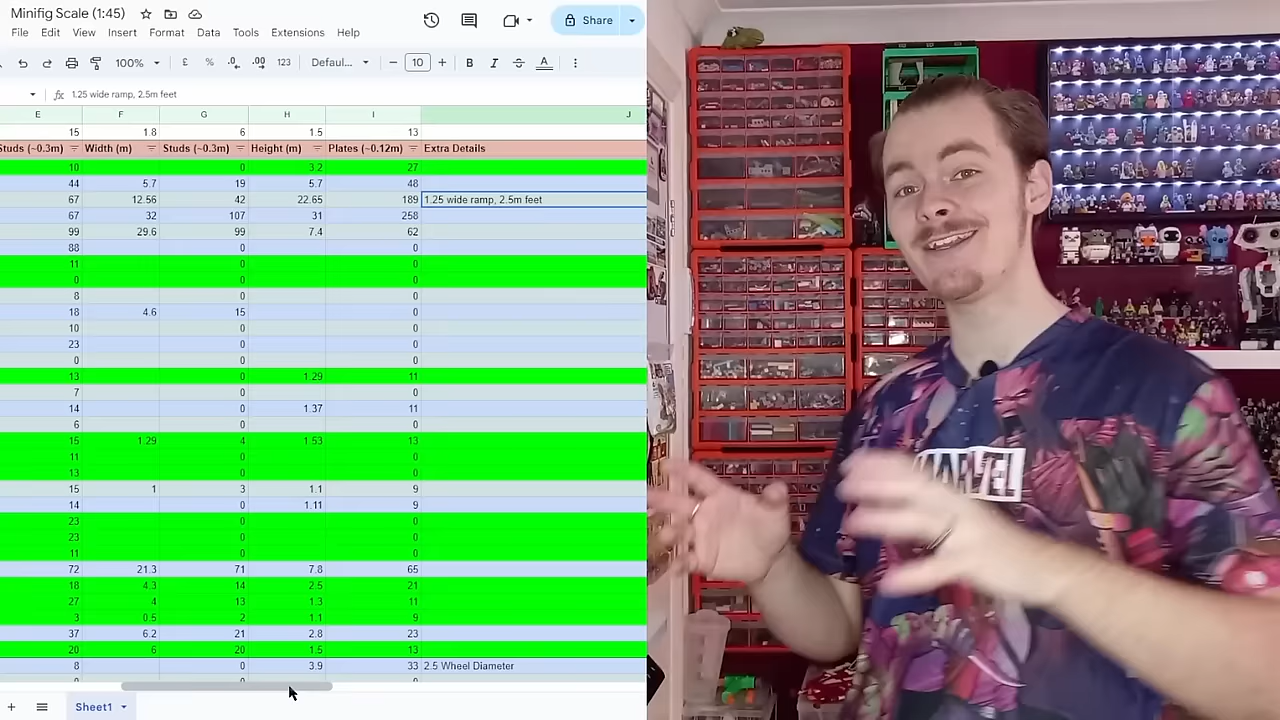 Minifig Scale (1:45)
File Edit View Insert Format Data Tools Extensions Help
Share
100% £ % .0 .00 123 Defaul... 10 B I S A
fx 1.25 wide ramp, 2.5m feet
E F G H I J
15 1.8 6 1.5 13
Studs (~0.3m) Width (m) Studs (~0.3m) Height (m) Plates (~0.12m) Extra Details
10 0 3.2 27
44 5.7 19 5.7 48
67 12.56 42 22.65 189 1.25 wide ramp, 2.5m feet
67 32 107 31 258
99 29.6 99 7.4 62
88 0 0
11 0 0
0 0 0
8 0 0
18 4.6 15 0
10 0 0
23 0 0
0 0 0
13 0 1.29 11
7 0 0
14 0 1.37 11
6 0 0
15 1.29 4 1.53 13
11 0 0
13 0 0
15 1 3 1.1 9
14 0 1.11 9
23 0 0
23 0 0
11 0 0
72 21.3 71 7.8 65
18 4.3 14 2.5 21
27 4 13 1.3 11
3 0.5 2 1.1 9
37 6.2 21 2.8 23
20 6 20 1.5 13
8 0 3.9 33 2.5 Wheel Diameter
Sheet1
MARVEL